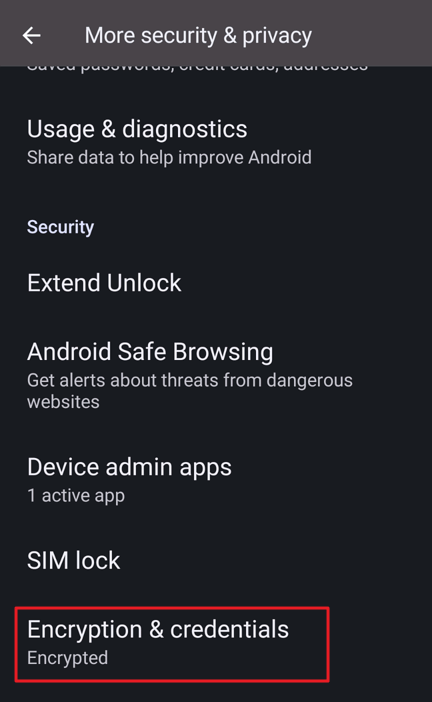 More security & privacy
Saved passwords, credit cards, addresses
Usage & diagnostics
Share data to help improve Android
Security
Extend Unlock
Android Safe Browsing
Get alerts about threats from dangerous
websites
Device admin apps
1 active app
SIM lock
Encryption & credentials
Encrypted